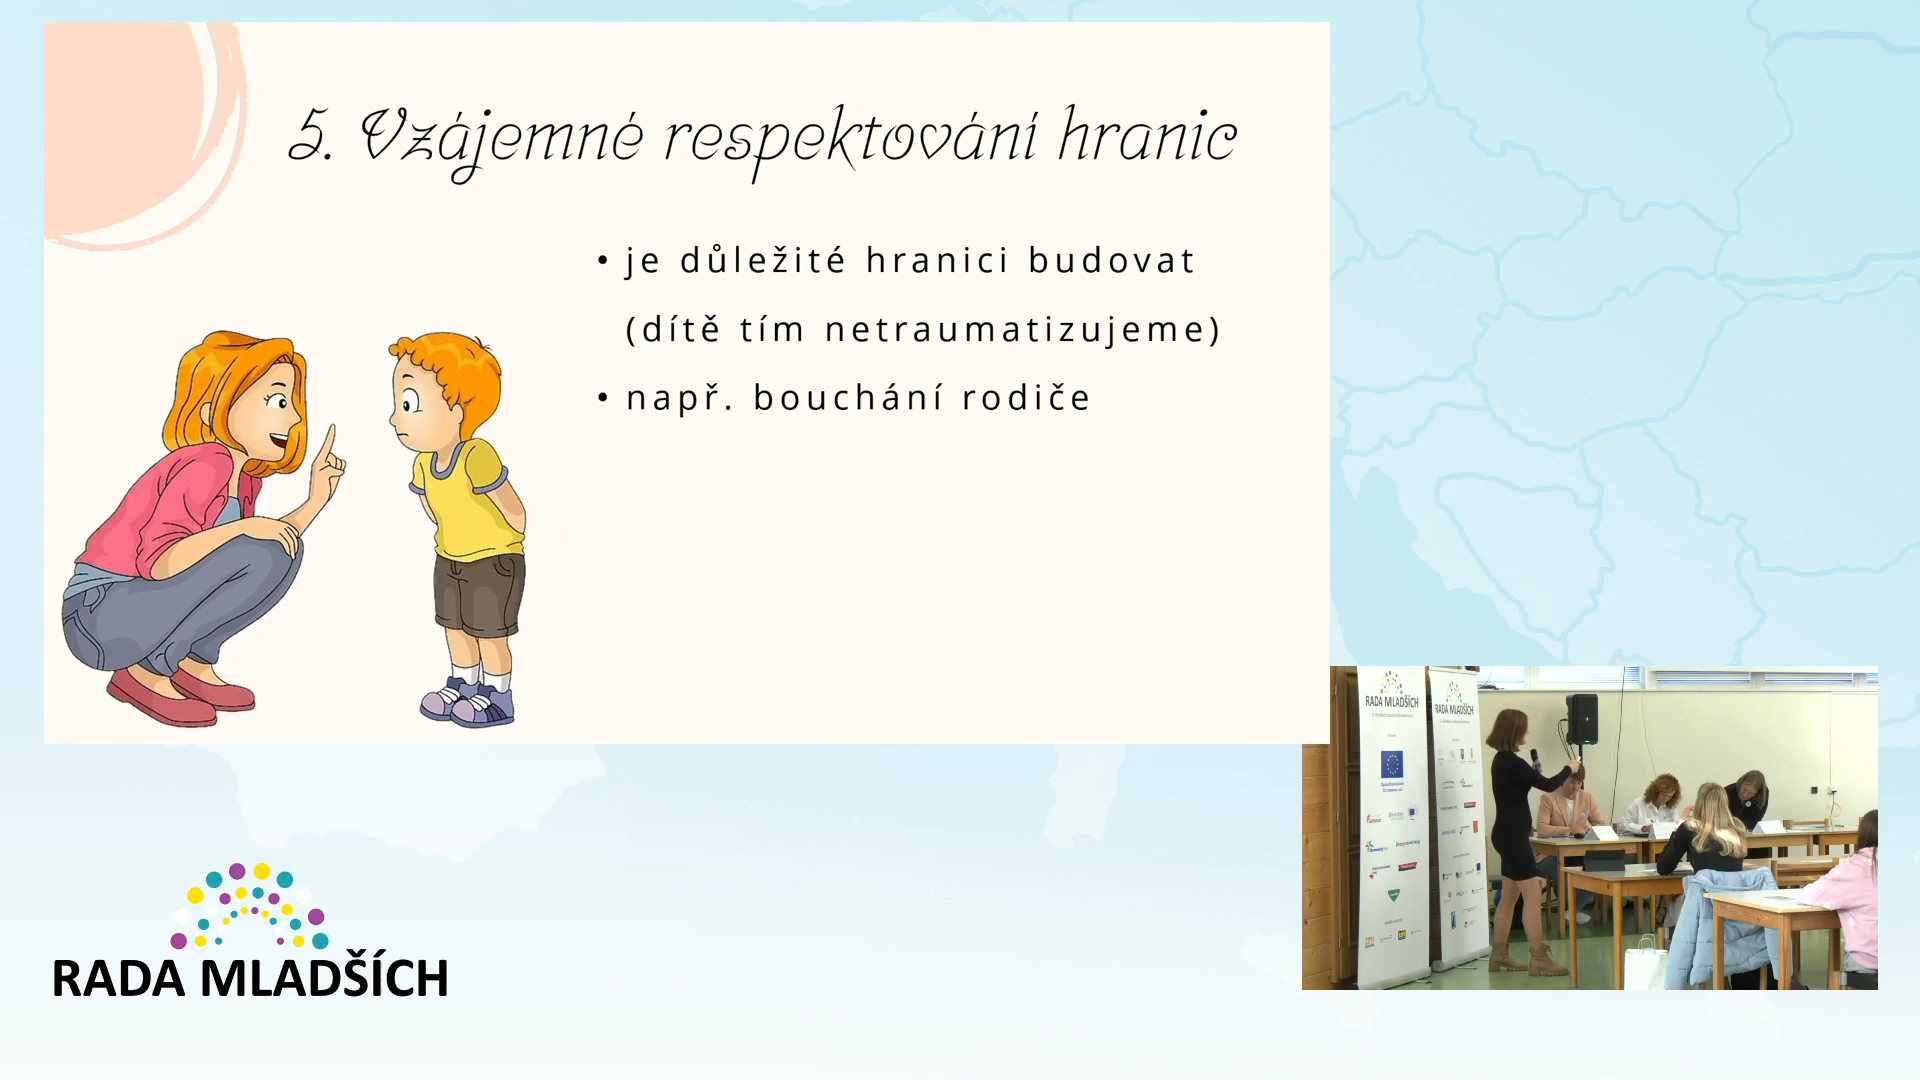 5. Vzájemné respektování hranic
• je důležité hranici budovat
(dítě tím netraumatizujeme)
• např. bouchání rodiče
RADA MLADŠÍCH
RADA MLADŠÍCH
RADA MLADŠÍCH